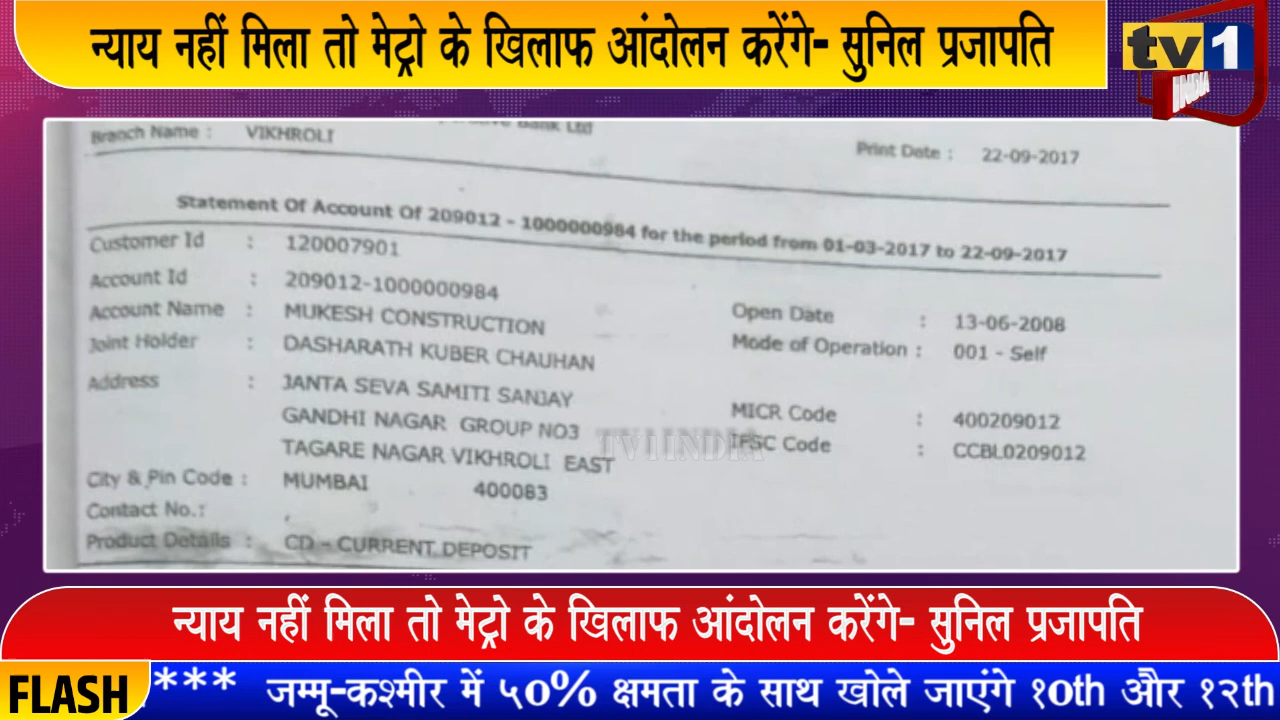 न्याय नहीं मिला तो मेट्रो के खिलाफ आंदोलन करेंगे- सुनिल प्रजापति
tv1
INDIA
Bank Ltd
Branch Name : VIKHROLI
Print Date : 22-09-2017
Statement Of Account Of 209012 - 1000000984 for the period from 01-03-2017 to 22-09-2017
Customer Id : 120007901
Account Id : 209012-1000000984
Account Name : MUKESH CONSTRUCTION
Open Date : 13-06-2008
Joint Holder : DASHARATH KUBER CHAUHAN
Mode of Operation : 001 - Self
Address : JANTA SEVA SAMITI SANJAY
GANDHI NAGAR GROUP NO3
MICR Code : 400209012
TAGARE NAGAR VIKHROLI EAST
IFSC Code : CCBL0209012
TV1INDIA
City & Pin Code : MUMBAI 400083
Contact No.:
Product Details : CD - CURRENT DEPOSIT
न्याय नहीं मिला तो मेट्रो के खिलाफ आंदोलन करेंगे- सुनिल प्रजापति
FLASH *** जम्मू-कश्मीर में ५0% क्षमता के साथ खोले जाएंगे १0th और १२th